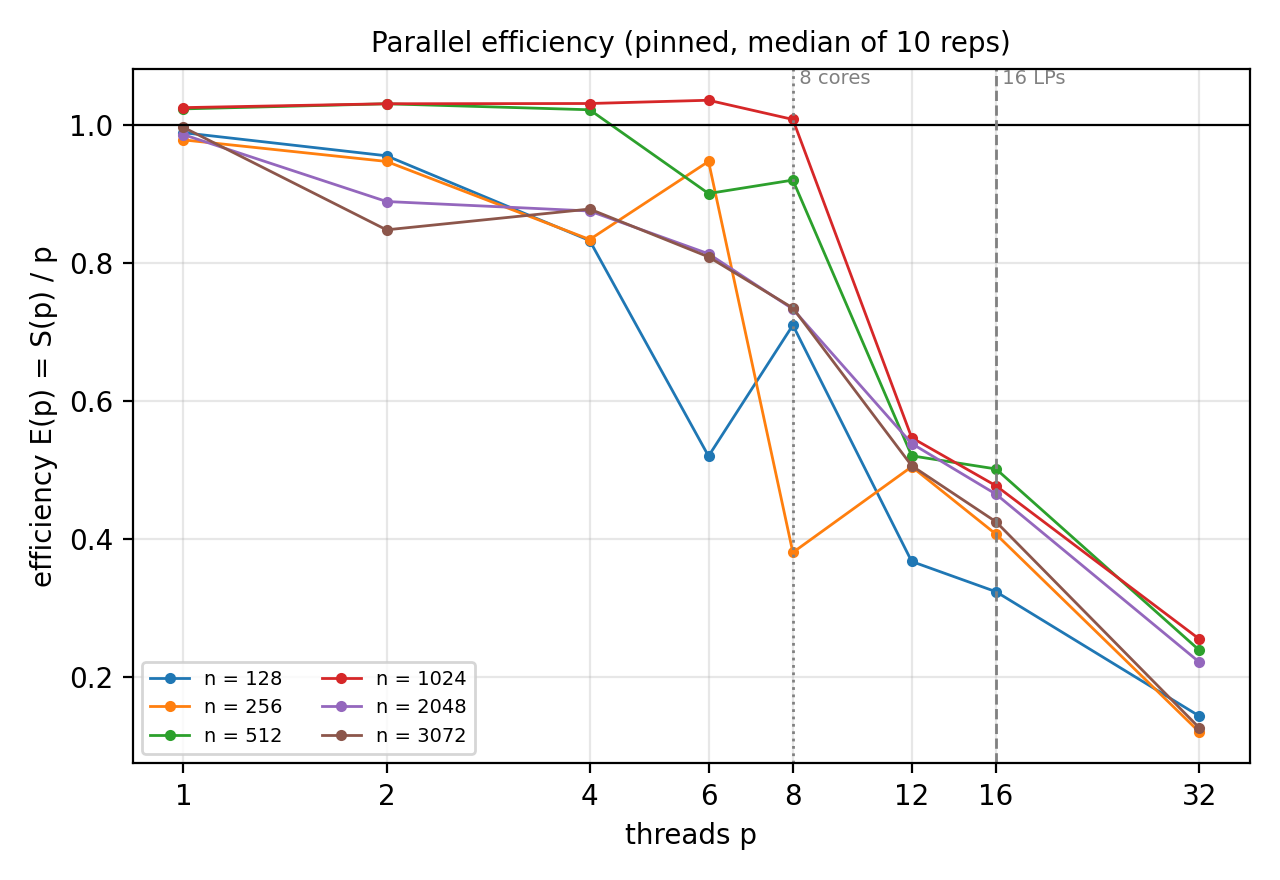 Parallel efficiency (pinned, median of 10 reps)
8 cores
16 LPs
efficiency E(p) = S(p) / p
1.0
0.8
0.6
0.4
0.2
n = 128
n = 256
n = 512
n = 1024
n = 2048
n = 3072
1 2 4 6 8 12 16 32
threads p